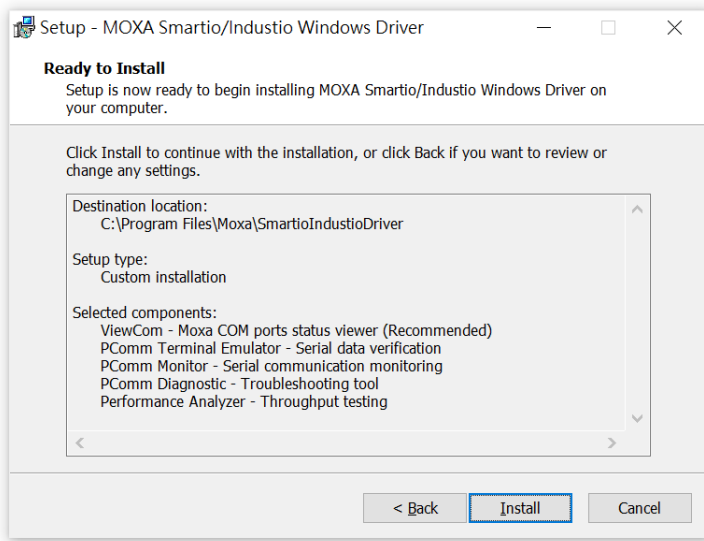 Setup - MOXA Smartio/Industio Windows Driver
Ready to Install
Setup is now ready to begin installing MOXA Smartio/Industio Windows Driver on
your computer.
Click Install to continue with the installation, or click Back if you want to review or
change any settings.
Destination location:
C:\Program Files\Moxa\SmartioIndustioDriver
Setup type:
Custom installation
Selected components:
ViewCom - Moxa COM ports status viewer (Recommended)
PComm Terminal Emulator - Serial data verification
PComm Monitor - Serial communication monitoring
PComm Diagnostic - Troubleshooting tool
Performance Analyzer - Throughput testing
< Back
Install
Cancel